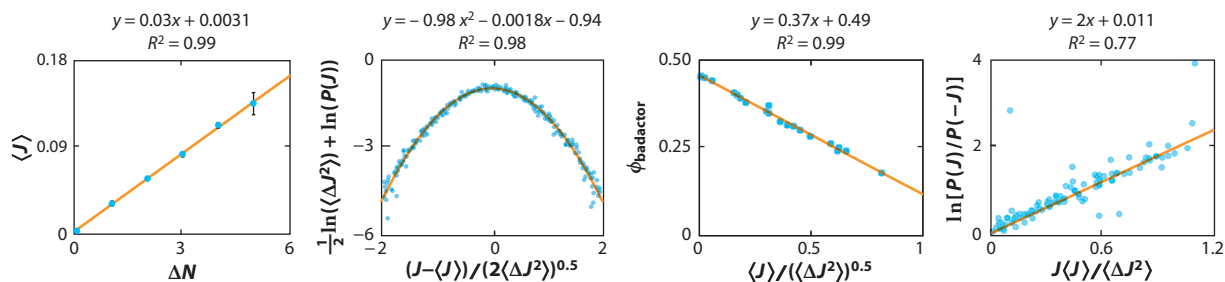 y = 0.03x + 0.0031
R² = 0.99
0.18
0.09
0
0
3
6
⟨J⟩
ΔN
y = – 0.98 x² – 0.0018x – 0.94
R² = 0.98
0
−3
−6
−2
0
2
½ln(⟨ΔJ²⟩) + ln(P(J))
(J−⟨J⟩)/(2⟨ΔJ²⟩)^0.5
y = 0.37x + 0.49
R² = 0.99
0.50
0.25
0
0
0.5
1
ϕbadactor
⟨J⟩/(⟨ΔJ²⟩)^0.5
y = 2x + 0.011
R² = 0.77
4
2
0
0
0.6
1.2
ln[P(J)/P(−J)]
J⟨J⟩/⟨ΔJ²⟩